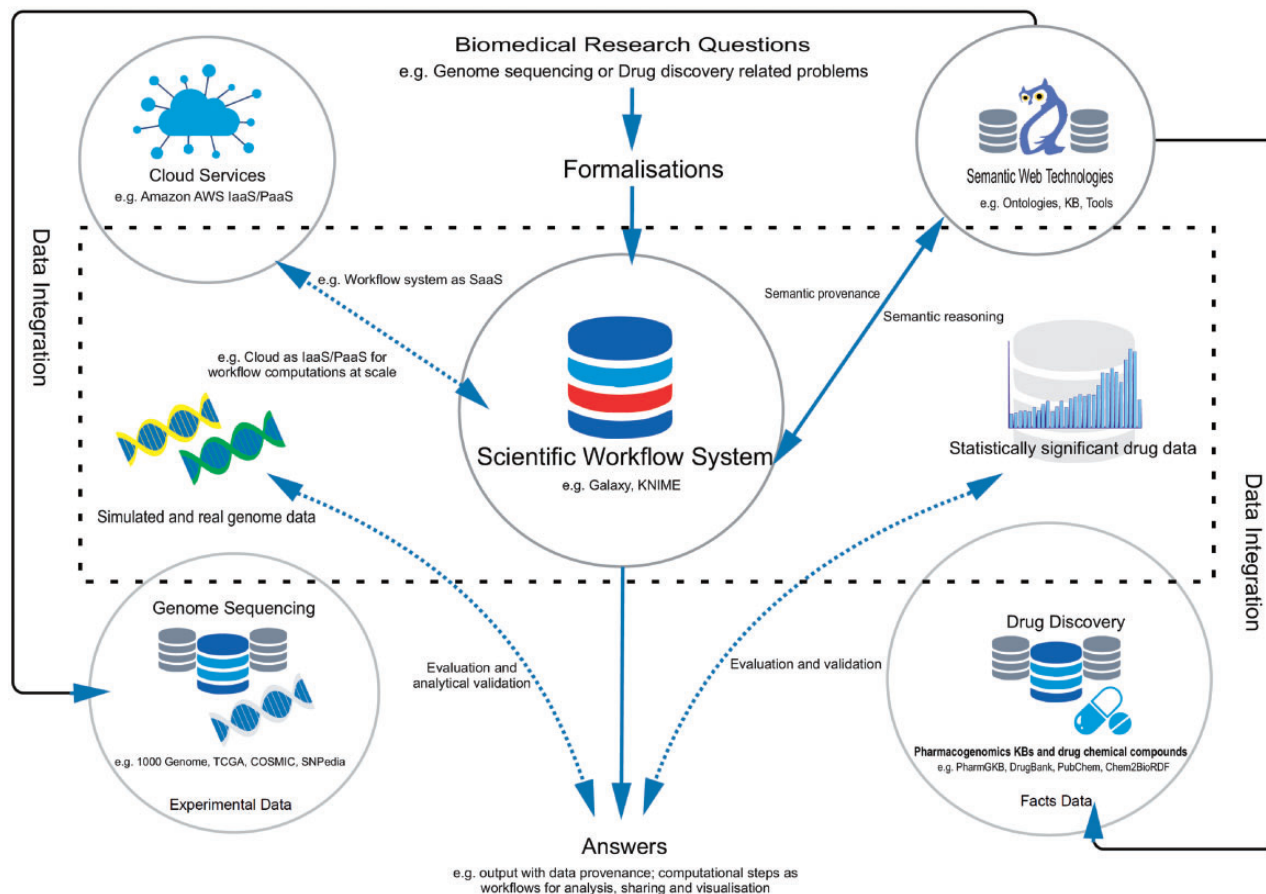 Biomedical Research Questions
e.g. Genome sequencing or Drug discovery related problems
Cloud Services
e.g. Amazon AWS IaaS/PaaS
Formalisations
Semantic Web Technologies
e.g. Ontologies, KB, Tools
Data Integration
e.g. Workflow system as SaaS
Semantic provenance
Semantic reasoning
e.g. Cloud as IaaS/PaaS for
workflow computations at scale
Scientific Workflow System
e.g. Galaxy, KNIME
Statistically significant drug data
Simulated and real genome data
Data Integration
Genome Sequencing
e.g. 1000 Genome, TCGA, COSMIC, SNPedia
Experimental Data
Evaluation and
analytical validation
Evaluation and validation
Drug Discovery
Pharmacogenomics KBs and drug chemical compounds
e.g. PharmGKB, DrugBank, PubChem, Chem2BioRDF
Facts Data
Answers
e.g. output with data provenance; computational steps as
workflows for analysis, sharing and visualisation